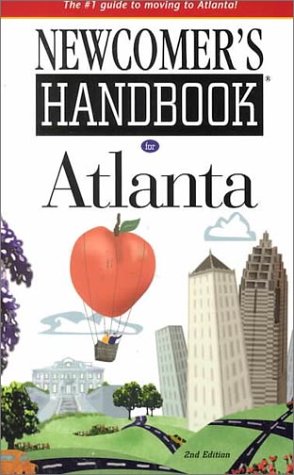 The #1 guide to moving to Atlanta!
NEWCOMER'S
HANDBOOK®
for
Atlanta
2nd Edition